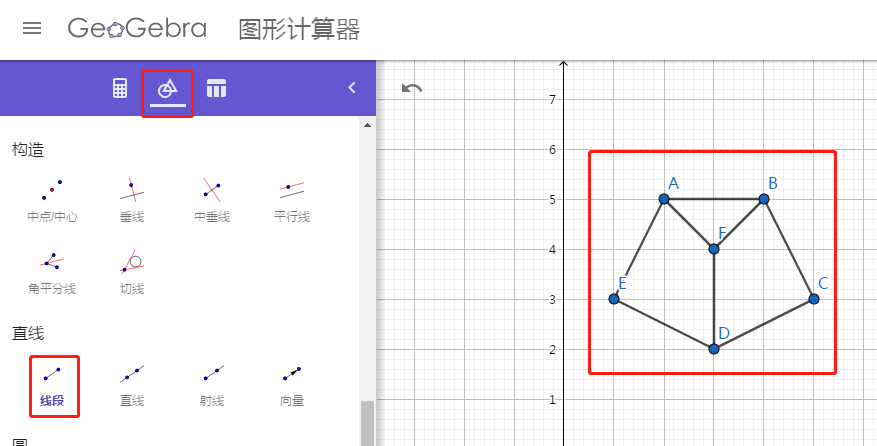 GeoGebra 图形计算器
构造
中点/中心 垂线 中垂线 平行线
角平分线 切线
直线
线段 直线 射线 向量
圆
7
6
A B
5
F
4
E C
3
D
2
1